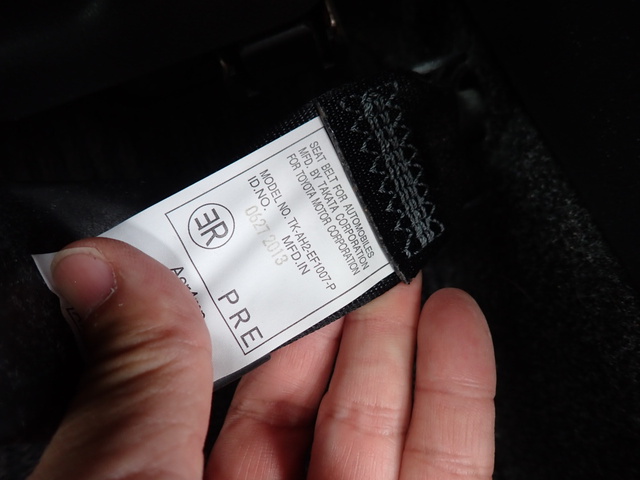 SEAT BELT FOR AUTOMOBILES
MFD. BY TAKATA CORPORATION
FOR TOYOTA MOTOR CORPORATION
MODEL NO. TK-AH2-EF1007-P
ID.NO. MFD.IN
0627 2013
ЭR PRE